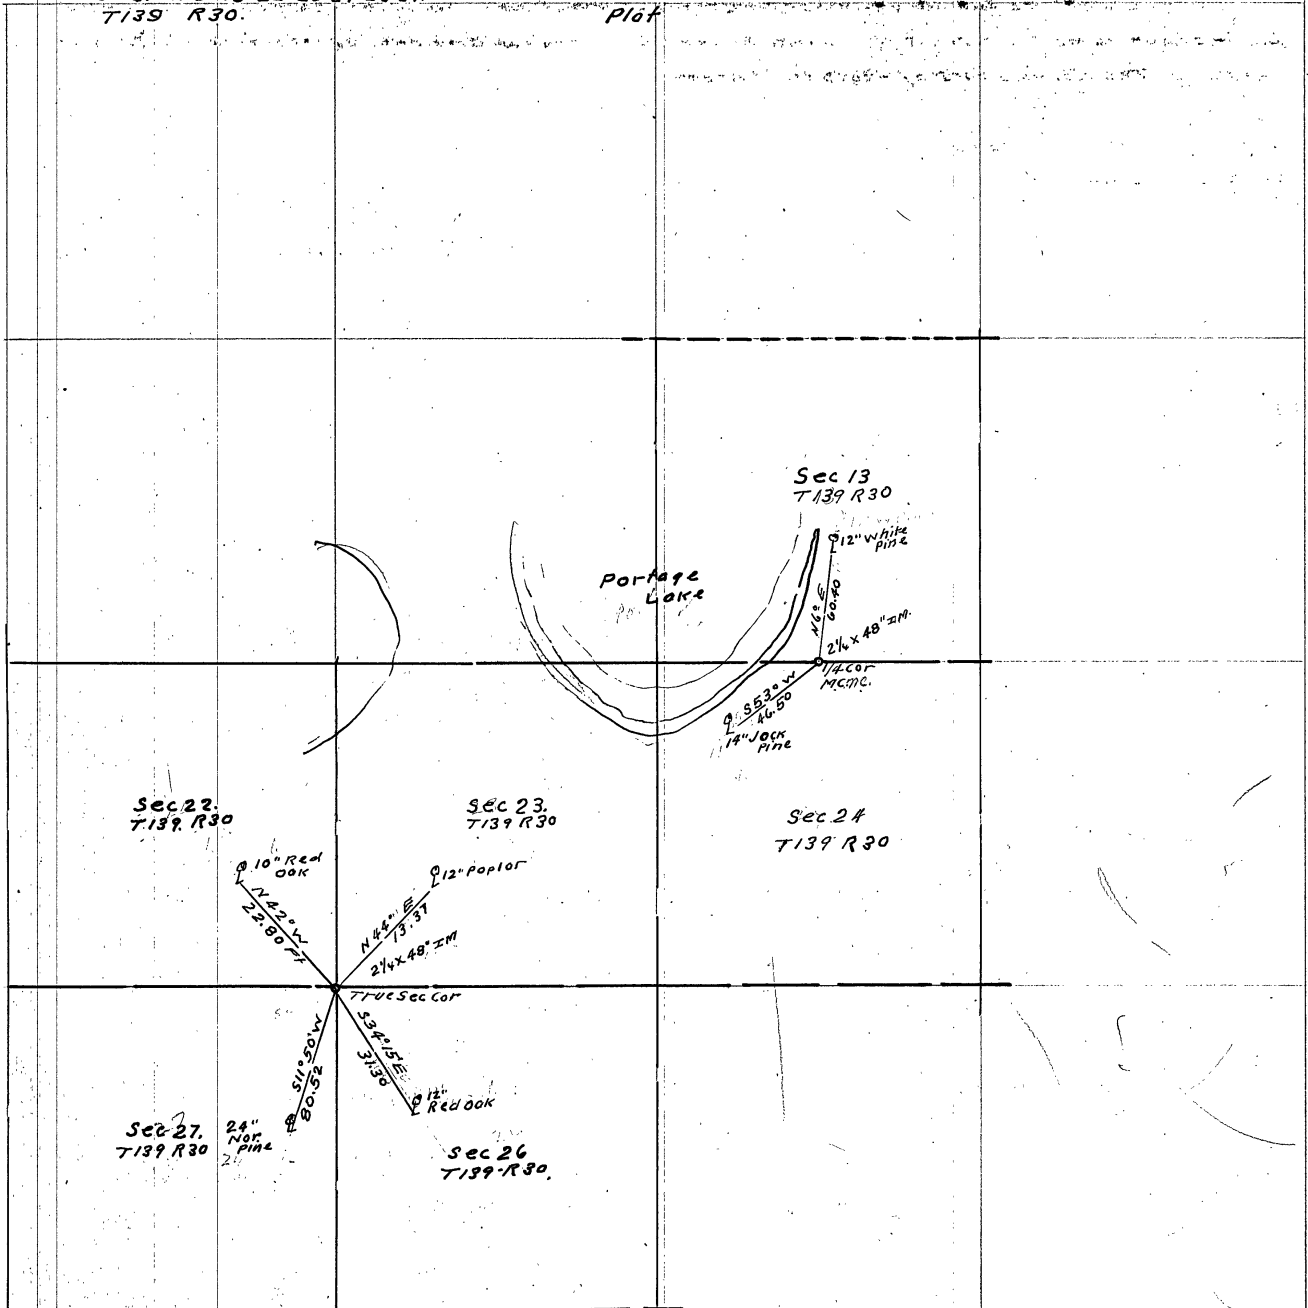 T139 R30.
Plat
Sec 13
T139 R30
12" White
Pine
Portage
Lake
N6° E
60.40
2¼ x 48" IM.
1/4 Cor
M.C.M.C.
S53° W
46.50
14" Jack
Pine
Sec 22.
T139. R30
Sec 23.
T139 R30
Sec 24
T139 R30
10" Red
oak
12" Poplar
N42° W
22.80 Ft
N44° E
13.37
2¼ x 48" IM
True Sec Cor
S11° 50' W
80.52
S34° 15 E
31.30
12"
Red oak
Sec 27.
T139 R30
24"
Nor.
Pine
Sec 26
T139-R30.